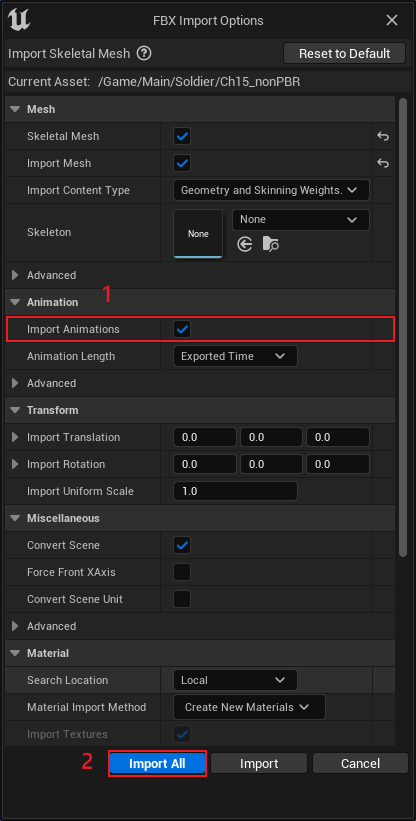 FBX Import Options
Import Skeletal Mesh ? Reset to Default
Current Asset: /Game/Main/Soldier/Ch15_nonPBR
Mesh
Skeletal Mesh
Import Mesh
Import Content Type Geometry and Skinning Weights.
Skeleton None None
Advanced
1
Animation
Import Animations
Animation Length Exported Time
Advanced
Transform
Import Translation 0.0 0.0 0.0
Import Rotation 0.0 0.0 0.0
Import Uniform Scale 1.0
Miscellaneous
Convert Scene
Force Front XAxis
Convert Scene Unit
Advanced
Material
Search Location Local
Material Import Method Create New Materials
Import Textures
2 Import All Import Cancel